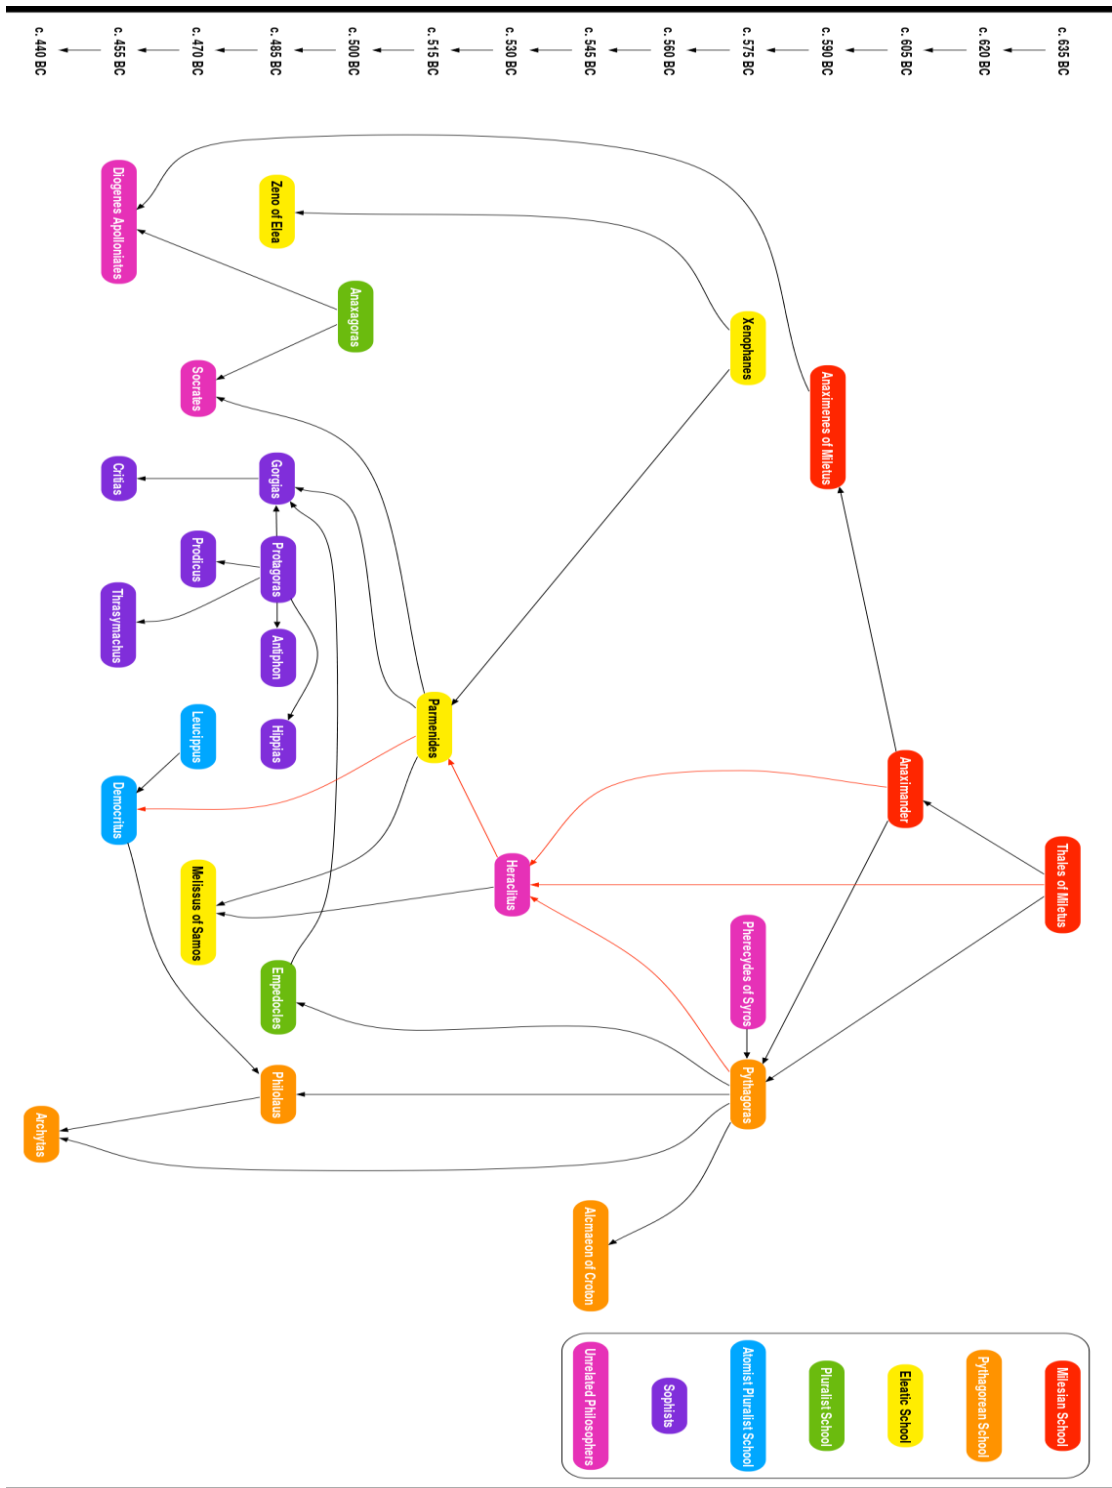 c. 635 BC
c. 620 BC
c. 605 BC
c. 590 BC
c. 575 BC
c. 560 BC
c. 545 BC
c. 530 BC
c. 515 BC
c. 500 BC
c. 485 BC
c. 470 BC
c. 455 BC
c. 440 BC
Thales of Miletus
Anaximander
Anaximenes of Miletus
Xenophanes
Pherecydes of Syros
Pythagoras
Alcmaeon of Croton
Heraclitus
Parmenides
Anaxagoras
Zeno of Elea
Gorgias
Protagoras
Antiphon
Hippias
Empedocles
Philolaus
Socrates
Prodicus
Leucippus
Melissus of Samos
Diogenes Apolloniates
Critias
Thrasymachus
Democritus
Archytas
Milesian School
Pythagorean School
Eleatic School
Pluralist School
Atomist Pluralist School
Sophists
Unrelated Philosophers